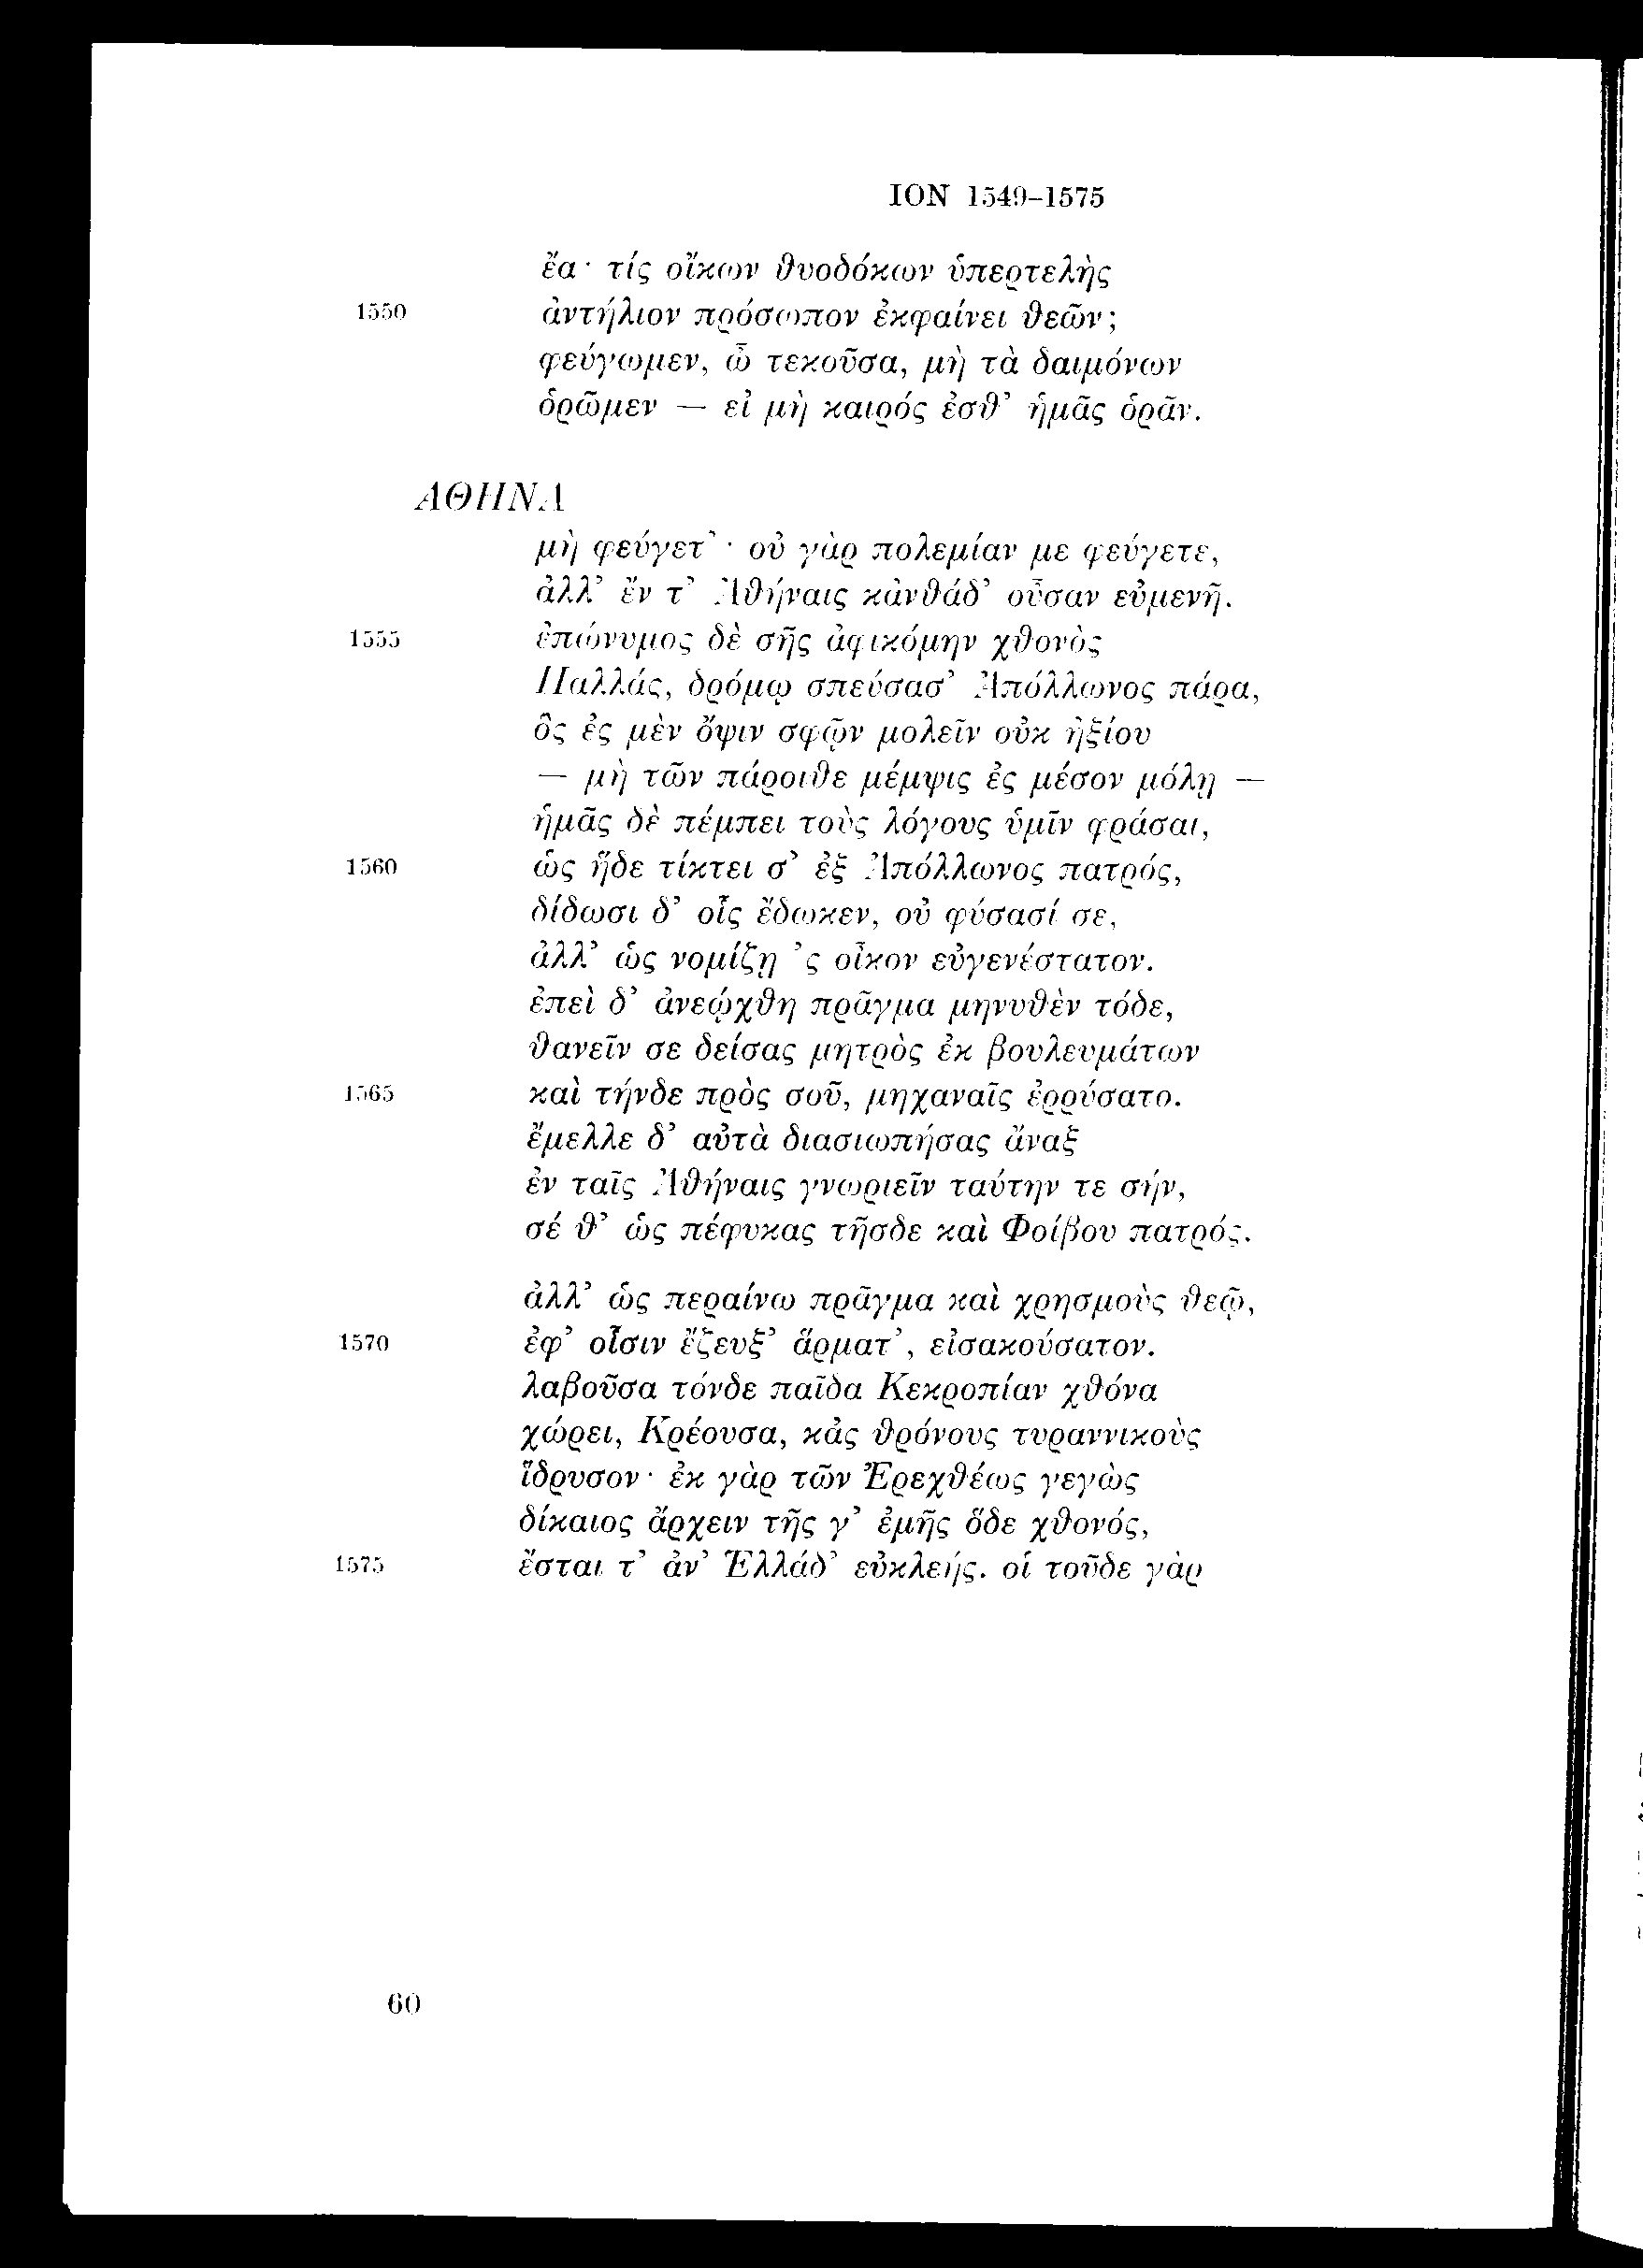 ION 1549–1575
ἔα· τίς οἴκων θυοδόκων ὑπερτελὴς
1550 ἀντήλιον πρόσωπον ἐκφαίνει θεῶν;
φεύγωμεν, ὦ τεκοῦσα, μὴ τὰ δαιμόνων
ὁρῶμεν — εἰ μὴ καιρός ἐσθ’ ἡμᾶς ὁρᾶν.
ΑΘΗΝΑ
μὴ φεύγετ’· οὐ γὰρ πολεμίαν με φεύγετε,
ἀλλ’ ἔν τ’ Ἀθήναις κἀνθάδ’ οὖσαν εὐμενῆ.
1555 ἐπώνυμος δὲ σῆς ἀφικόμην χθονὸς
Παλλάς, δρόμῳ σπεύσασ’ Ἀπόλλωνος πάρα,
ὃς ἐς μὲν ὄψιν σφῷν μολεῖν οὐκ ἠξίου
— μὴ τῶν πάροιθε μέμψις ἐς μέσον μόλῃ —
ἡμᾶς δὲ πέμπει τοὺς λόγους ὑμῖν φράσαι,
1560 ὡς ἥδε τίκτει σ’ ἐξ Ἀπόλλωνος πατρός,
δίδωσι δ’ οἷς ἔδωκεν, οὐ φύσασί σε,
ἀλλ’ ὡς νομίζῃ ’ς οἶκον εὐγενέστατον.
ἐπεὶ δ’ ἀνεῴχθη πρᾶγμα μηνυθὲν τόδε,
θανεῖν σε δείσας μητρὸς ἐκ βουλευμάτων
1565 καὶ τήνδε πρὸς σοῦ, μηχαναῖς ἐρρύσατο.
ἔμελλε δ’ αὐτὰ διασιωπήσας ἄναξ
ἐν ταῖς Ἀθήναις γνωριεῖν ταύτην τε σήν,
σέ θ’ ὡς πέφυκας τῆσδε καὶ Φοίβου πατρός.
ἀλλ’ ὡς περαίνω πρᾶγμα καὶ χρησμοὺς θεῷ,
1570 ἐφ’ οἷσιν ἔζευξ’ ἅρματ’, εἰσακούσατον.
λαβοῦσα τόνδε παῖδα Κεκροπίαν χθόνα
χώρει, Κρέουσα, κἀς θρόνους τυραννικοὺς
ἵδρυσον· ἐκ γὰρ τῶν Ἐρεχθέως γεγὼς
δίκαιος ἄρχειν τῆς γ’ ἐμῆς ὅδε χθονός,
1575 ἔσται τ’ ἀν’ Ἑλλάδ’ εὐκλεής. οἱ τοῦδε γὰρ
60